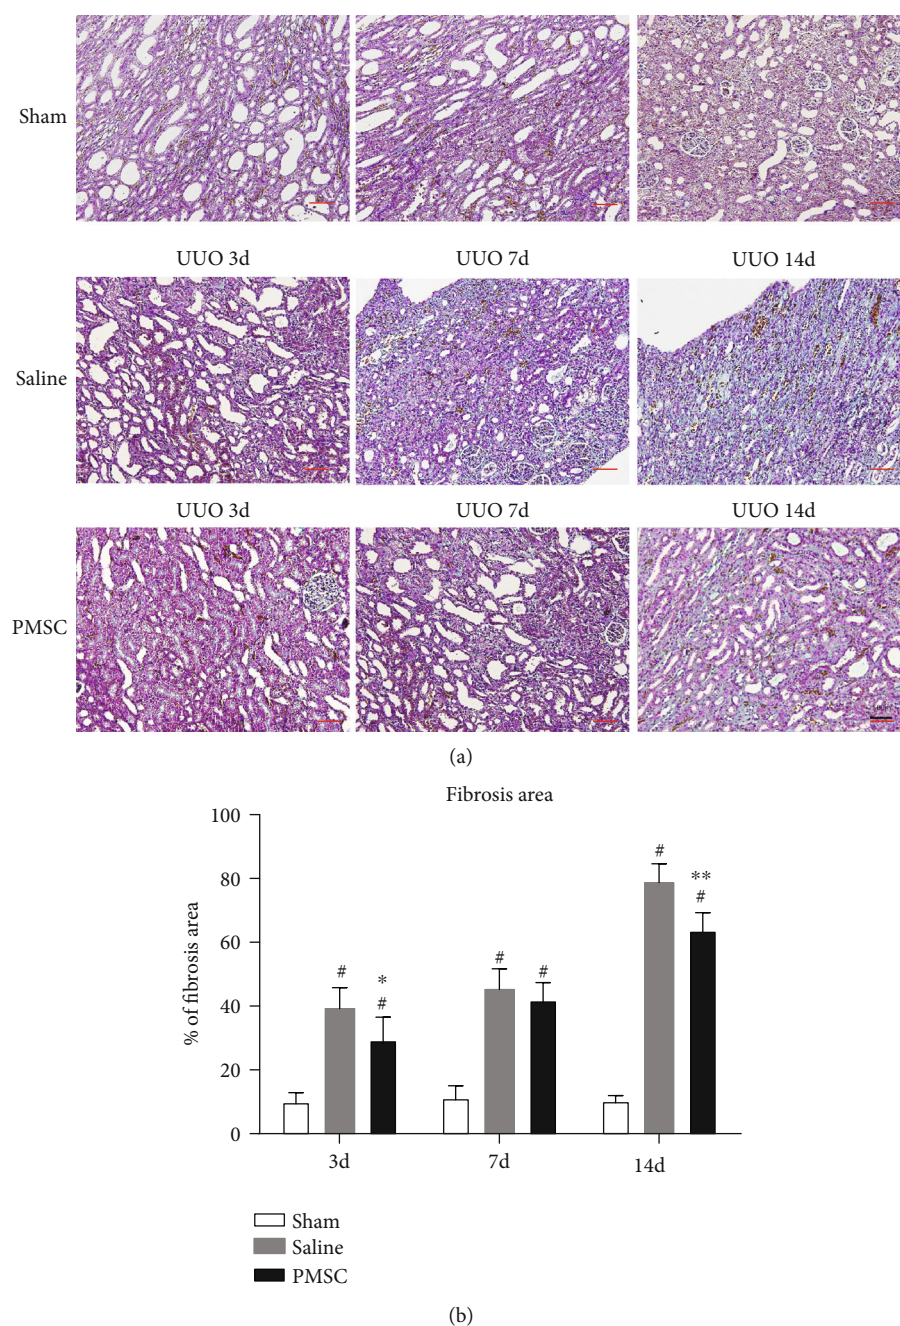 Sham
UUO 3d UUO 7d UUO 14d
Saline
UUO 3d UUO 7d UUO 14d
PMSC
(a)
Fibrosis area
% of fibrosis area
100
80
60
40
20
0
#
*
#
#
#
#
**
#
3d 7d 14d
Sham
Saline
PMSC
(b)